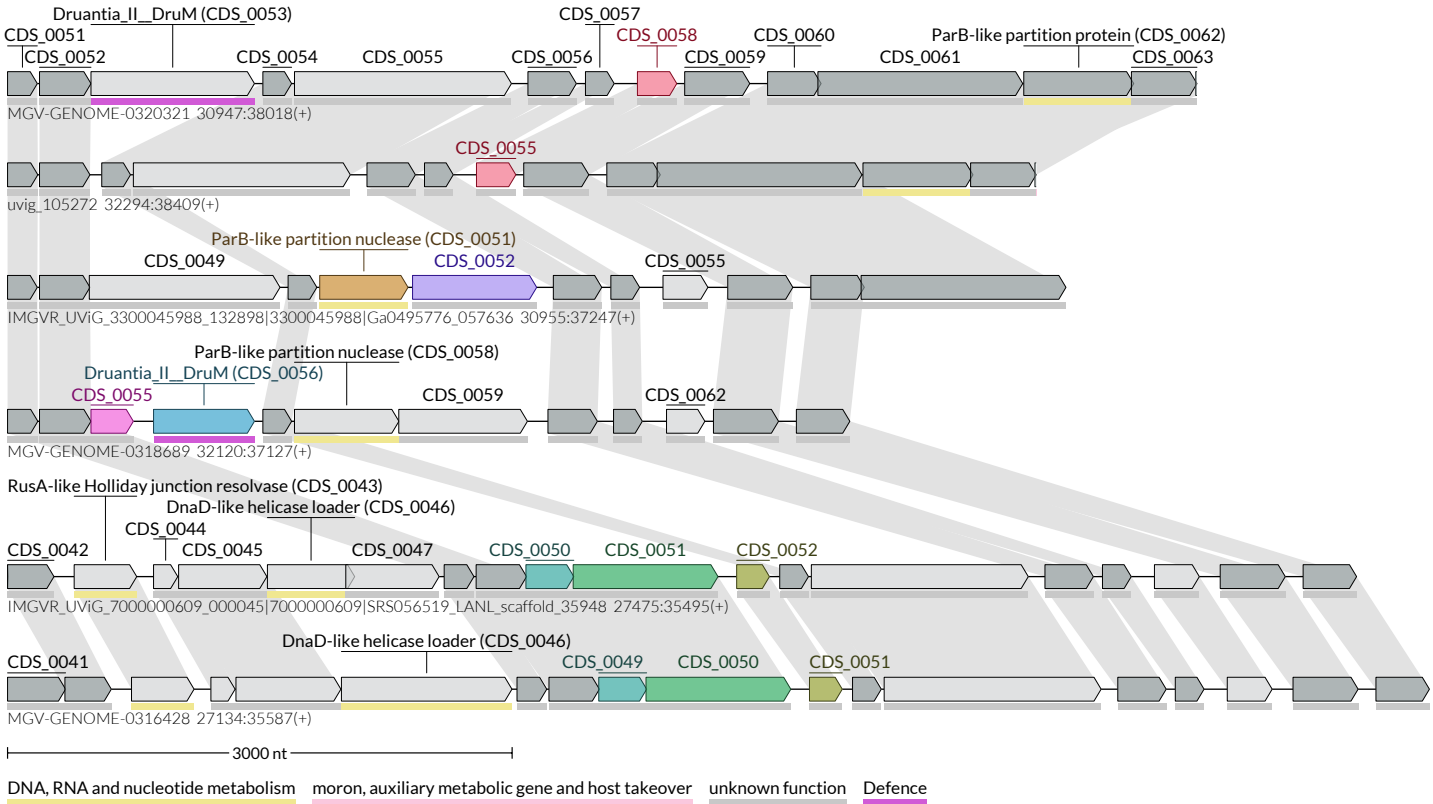 Druantia_II__DruM (CDS_0053) CDS_0057
CDS_0051 CDS_0058 CDS_0060 ParB-like partition protein (CDS_0062)
CDS_0052 CDS_0054 CDS_0055 CDS_0056 CDS_0059 CDS_0061 CDS_0063
MGV-GENOME-0320321 30947:38018(+)
CDS_0055
uvig_105272 32294:38409(+)
ParB-like partition nuclease (CDS_0051)
CDS_0049 CDS_0052 CDS_0055
IMGVR_UViG_3300045988_132898|3300045988|Ga0495776_057636 30955:37247(+)
ParB-like partition nuclease (CDS_0058)
Druantia_II__DruM (CDS_0056)
CDS_0055 CDS_0059 CDS_0062
MGV-GENOME-0318689 32120:37127(+)
RusA-like Holliday junction resolvase (CDS_0043)
DnaD-like helicase loader (CDS_0046)
CDS_0044
CDS_0042 CDS_0045 CDS_0047 CDS_0050 CDS_0051 CDS_0052
IMGVR_UViG_7000000609_000045|7000000609|SRS056519_LANL_scaffold_35948 27475:35495(+)
DnaD-like helicase loader (CDS_0046)
CDS_0041 CDS_0049 CDS_0050 CDS_0051
MGV-GENOME-0316428 27134:35587(+)
3000 nt
DNA, RNA and nucleotide metabolism moron, auxiliary metabolic gene and host takeover unknown function Defence